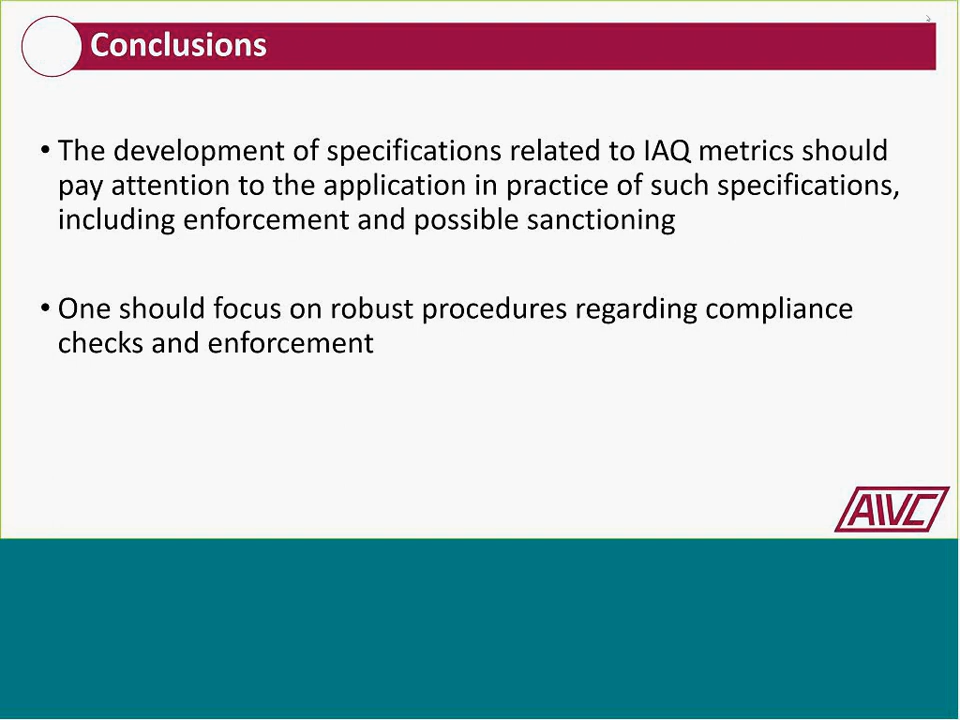 Conclusions
• The development of specifications related to IAQ metrics should
pay attention to the application in practice of such specifications,
including enforcement and possible sanctioning
• One should focus on robust procedures regarding compliance
checks and enforcement
AIVC